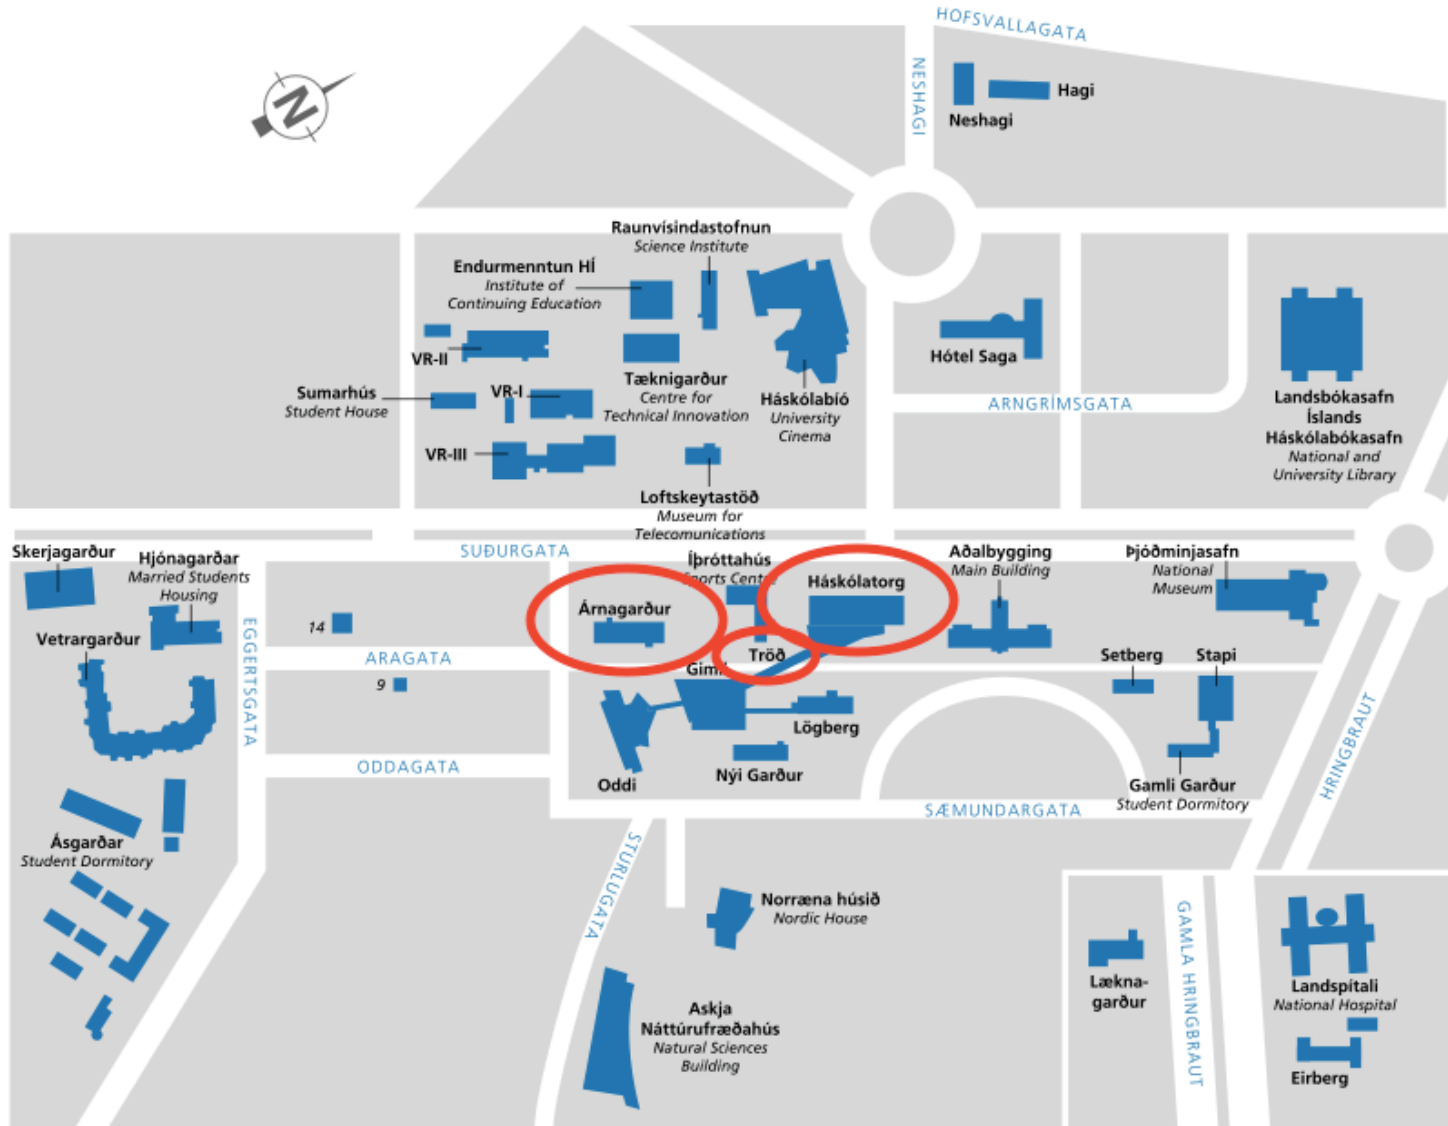 HOFSVALLAGATA
NESHAGI
Hagi
Neshagi
N
Raunvísindastofnun
Science Institute
Endurmenntun HÍ
Institute of
Continuing Education
VR-II
Sumarhús
Student House
VR-I
Tæknigarður
Centre for
Technical Innovation
Háskólabíó
University
Cinema
Hótel Saga
ARNGRÍMSGATA
Landsbókasafn
Íslands
Háskólabókasafn
National and
University Library
VR-III
Loftskeytastöð
Museum for
Telecomunications
SUÐURGATA
Skerjagarður
Hjónagarðar
Married Students
Housing
Vetrargarður
EGGERTSGATA
14
ARAGATA
9
ODDAGATA
Árnagarður
Íþróttahús
Sports Centre
Háskólatorg
Tröð
Gimli
Aðalbygging
Main Building
Þjóðminjasafn
National
Museum
Setberg
Stapi
Lögberg
Nýi Garður
Oddi
Gamli Garður
Student Dormitory
SÆMUNDARGATA
HRINGBRAUT
Ásgarðar
Student Dormitory
STURLUGATA
Norræna húsið
Nordic House
Askja
Náttúrufræðahús
Natural Sciences
Building
GAMLA HRINGBRAUT
Lækna-
garður
Landspítali
National Hospital
Eirberg